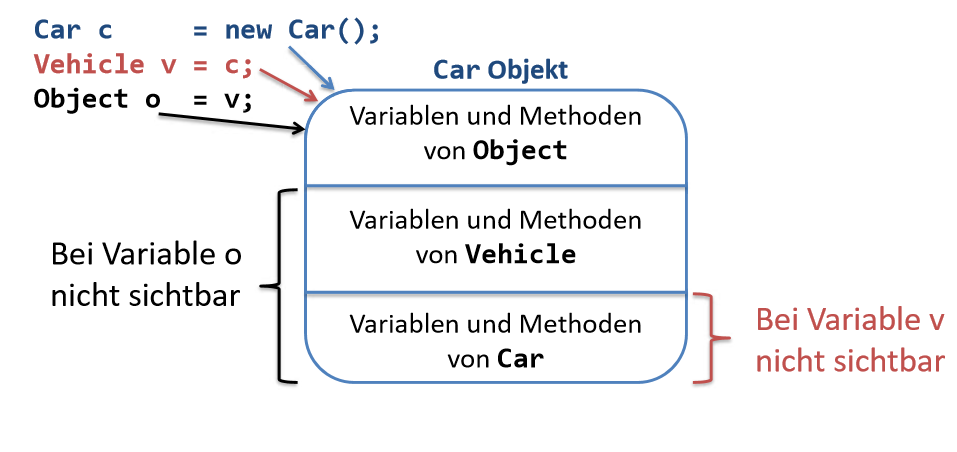 Car c     = new Car();
Vehicle v = c;
Object o  = v;
Car Objekt
Variablen und Methoden
von Object
Variablen und Methoden
von Vehicle
Variablen und Methoden
von Car
Bei Variable o
nicht sichtbar
Bei Variable v
nicht sichtbar